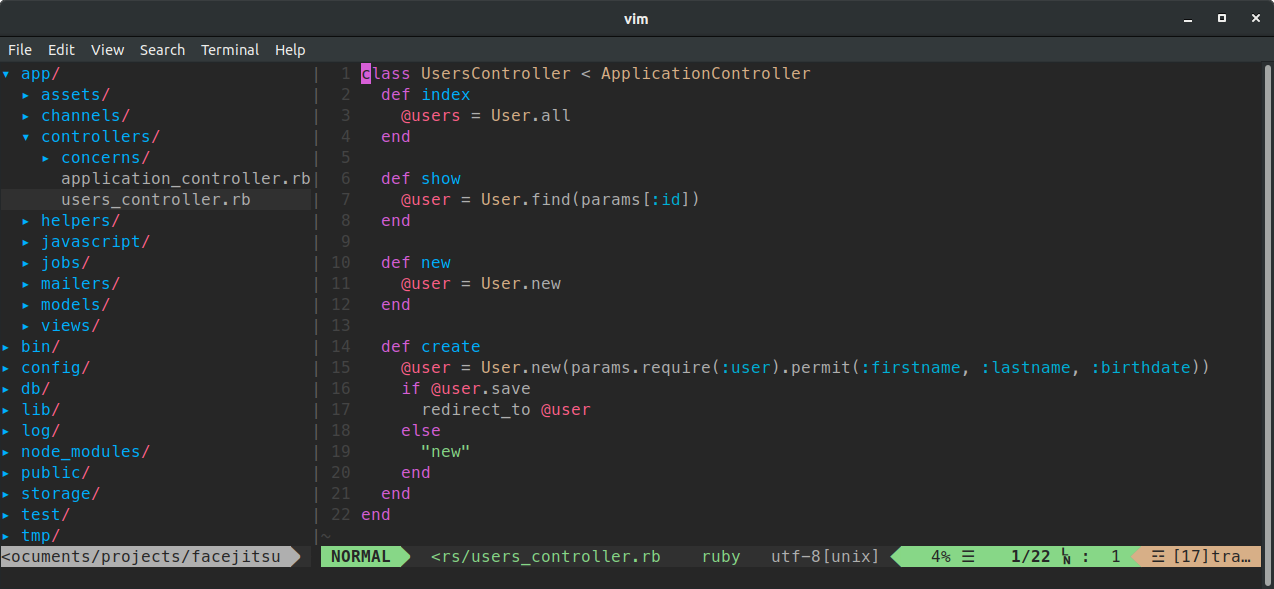 vim
File Edit View Search Terminal Help
▾ app/
▸ assets/
▸ channels/
▾ controllers/
▸ concerns/
application_controller.rb
users_controller.rb
▸ helpers/
▸ javascript/
▸ jobs/
▸ mailers/
▸ models/
▸ views/
▸ bin/
▸ config/
▸ db/
▸ lib/
▸ log/
▸ node_modules/
▸ public/
▸ storage/
▸ test/
▸ tmp/
<ocuments/projects/facejitsu
1 class UsersController < ApplicationController
2   def index
3     @users = User.all
4   end
5
6   def show
7     @user = User.find(params[:id])
8   end
9
10   def new
11     @user = User.new
12   end
13
14   def create
15     @user = User.new(params.require(:user).permit(:firstname, :lastname, :birthdate))
16     if @user.save
17       redirect_to @user
18     else
19       "new"
20     end
21   end
22 end
~
NORMAL <rs/users_controller.rb ruby utf-8[unix] 4% ☰ 1/22 ㏑ : 1 ☲ [17]tra…